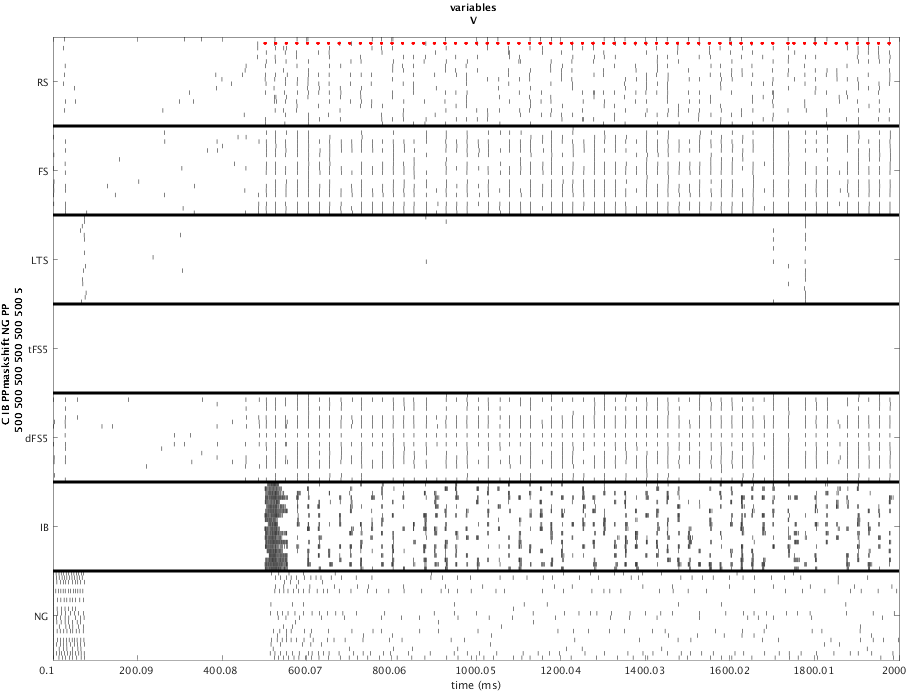 variables
V
RS
FS
LTS
tFS5
dFS5
IB
NG
C IB PPmaskshift NG PP
500 500 500 500 500 500 5
0.1 200.09 400.08 600.07 800.06 1000.05 1200.04 1400.03 1600.02 1800.01 2000
time (ms)